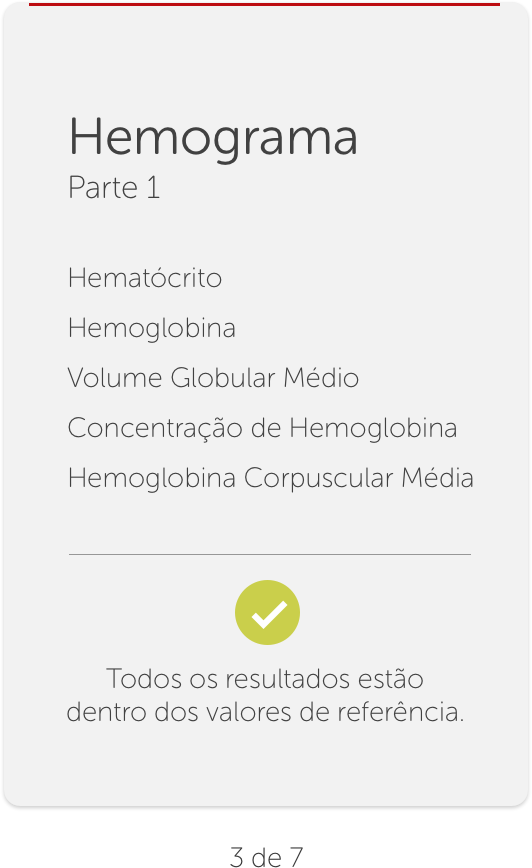 Hemograma
Parte 1
Hematócrito
Hemoglobina
Volume Globular Médio
Concentração de Hemoglobina
Hemoglobina Corpuscular Média
Todos os resultados estão
dentro dos valores de referência.
3 de 7